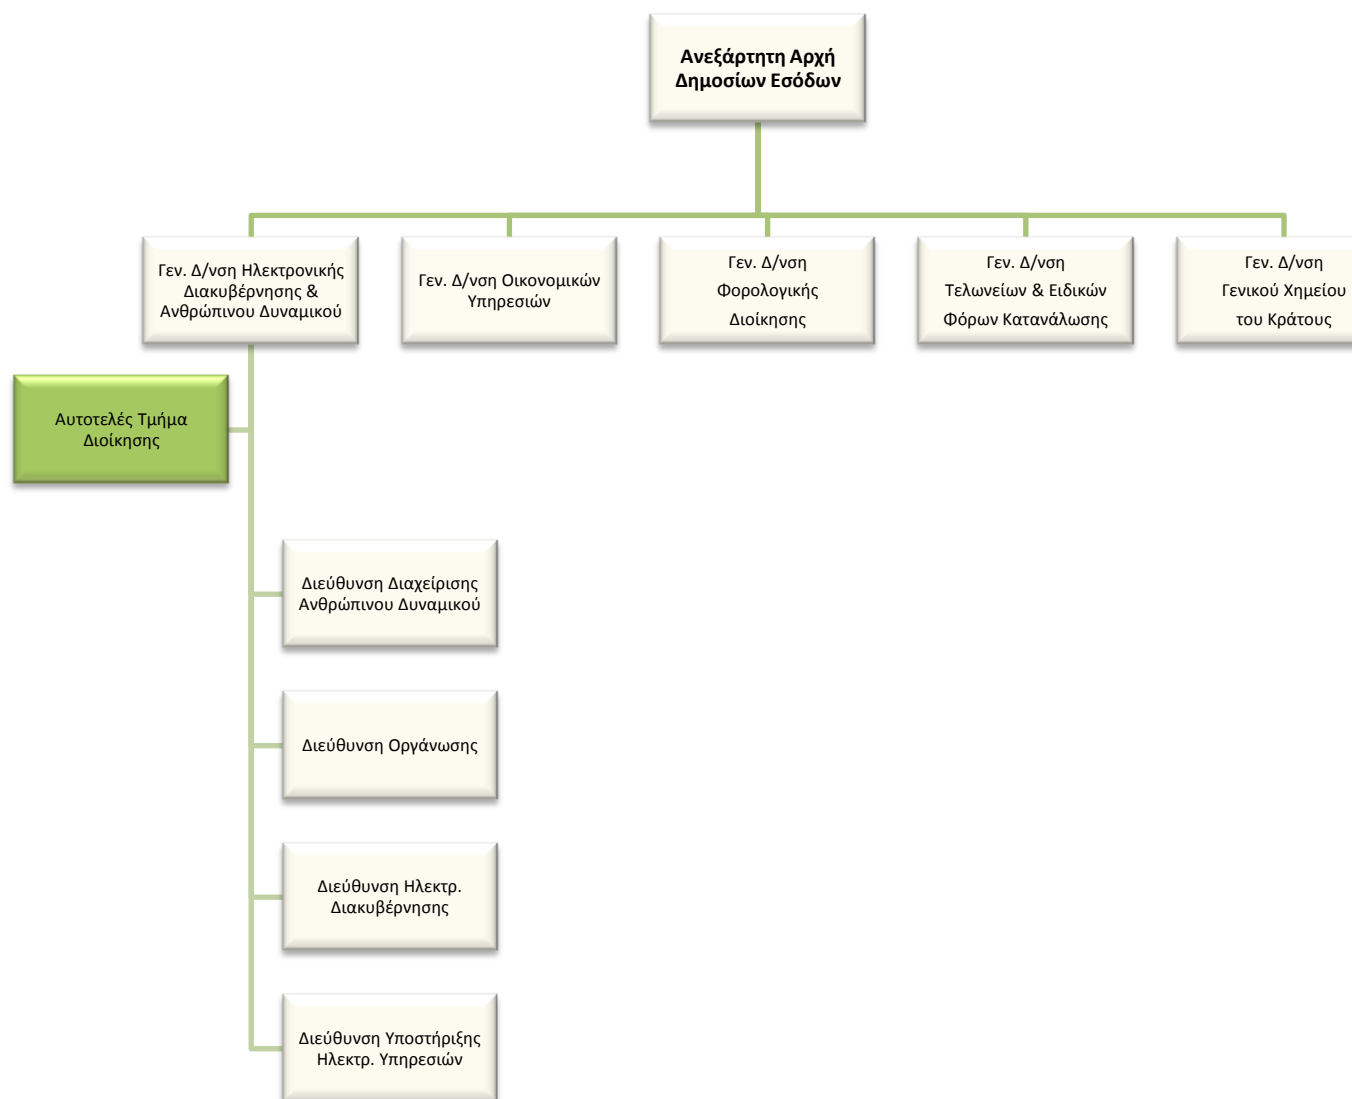 Ανεξάρτητη Αρχή
Δημοσίων Εσόδων
Γεν. Δ/νση Ηλεκτρονικής
Διακυβέρνησης &
Ανθρώπινου Δυναμικού
Γεν. Δ/νση Οικονομικών
Υπηρεσιών
Γεν. Δ/νση
Φορολογικής
Διοίκησης
Γεν. Δ/νση
Τελωνείων & Ειδικών
Φόρων Κατανάλωσης
Γεν. Δ/νση
Γενικού Χημείου
του Κράτους
Αυτοτελές Τμήμα
Διοίκησης
Διεύθυνση Διαχείρισης
Ανθρώπινου Δυναμικού
Διεύθυνση Οργάνωσης
Διεύθυνση Ηλεκτρ.
Διακυβέρνησης
Διεύθυνση Υποστήριξης
Ηλεκτρ. Υπηρεσιών